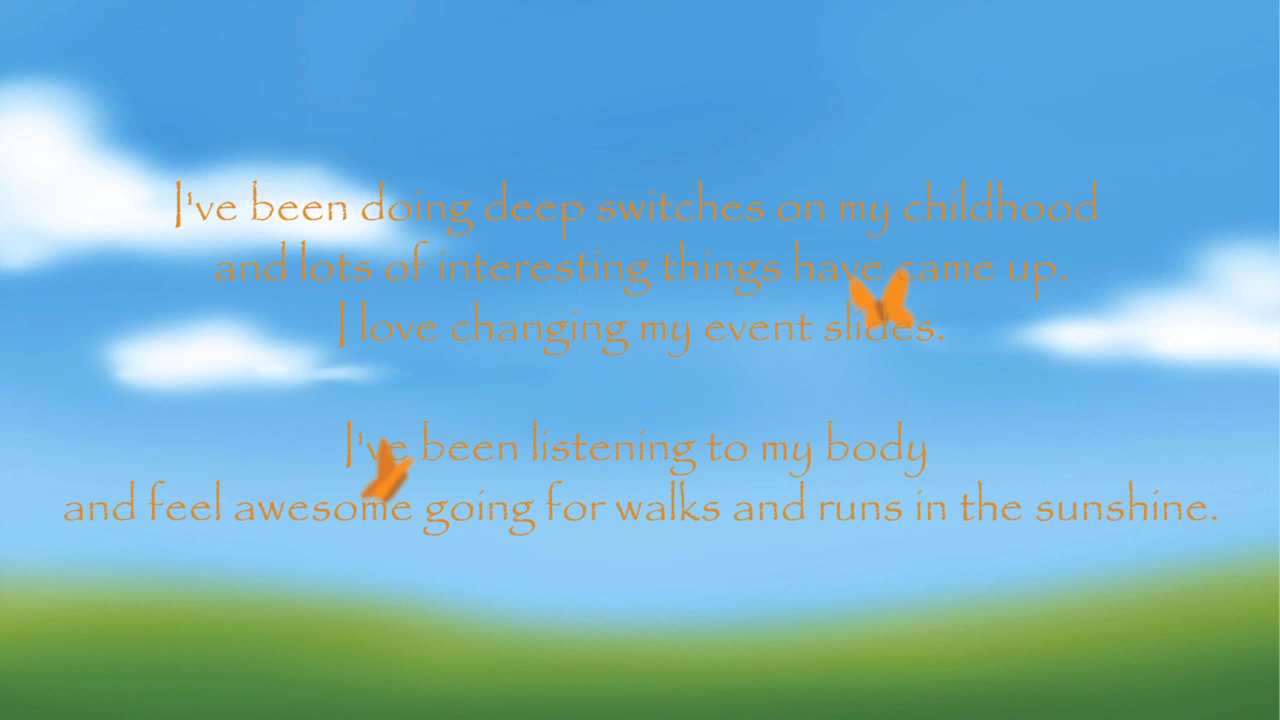 I've been doing deep switches on my childhood
and lots of interesting things have came up.
I love changing my event slides.
I've been listening to my body
and feel awesome going for walks and runs in the sunshine.